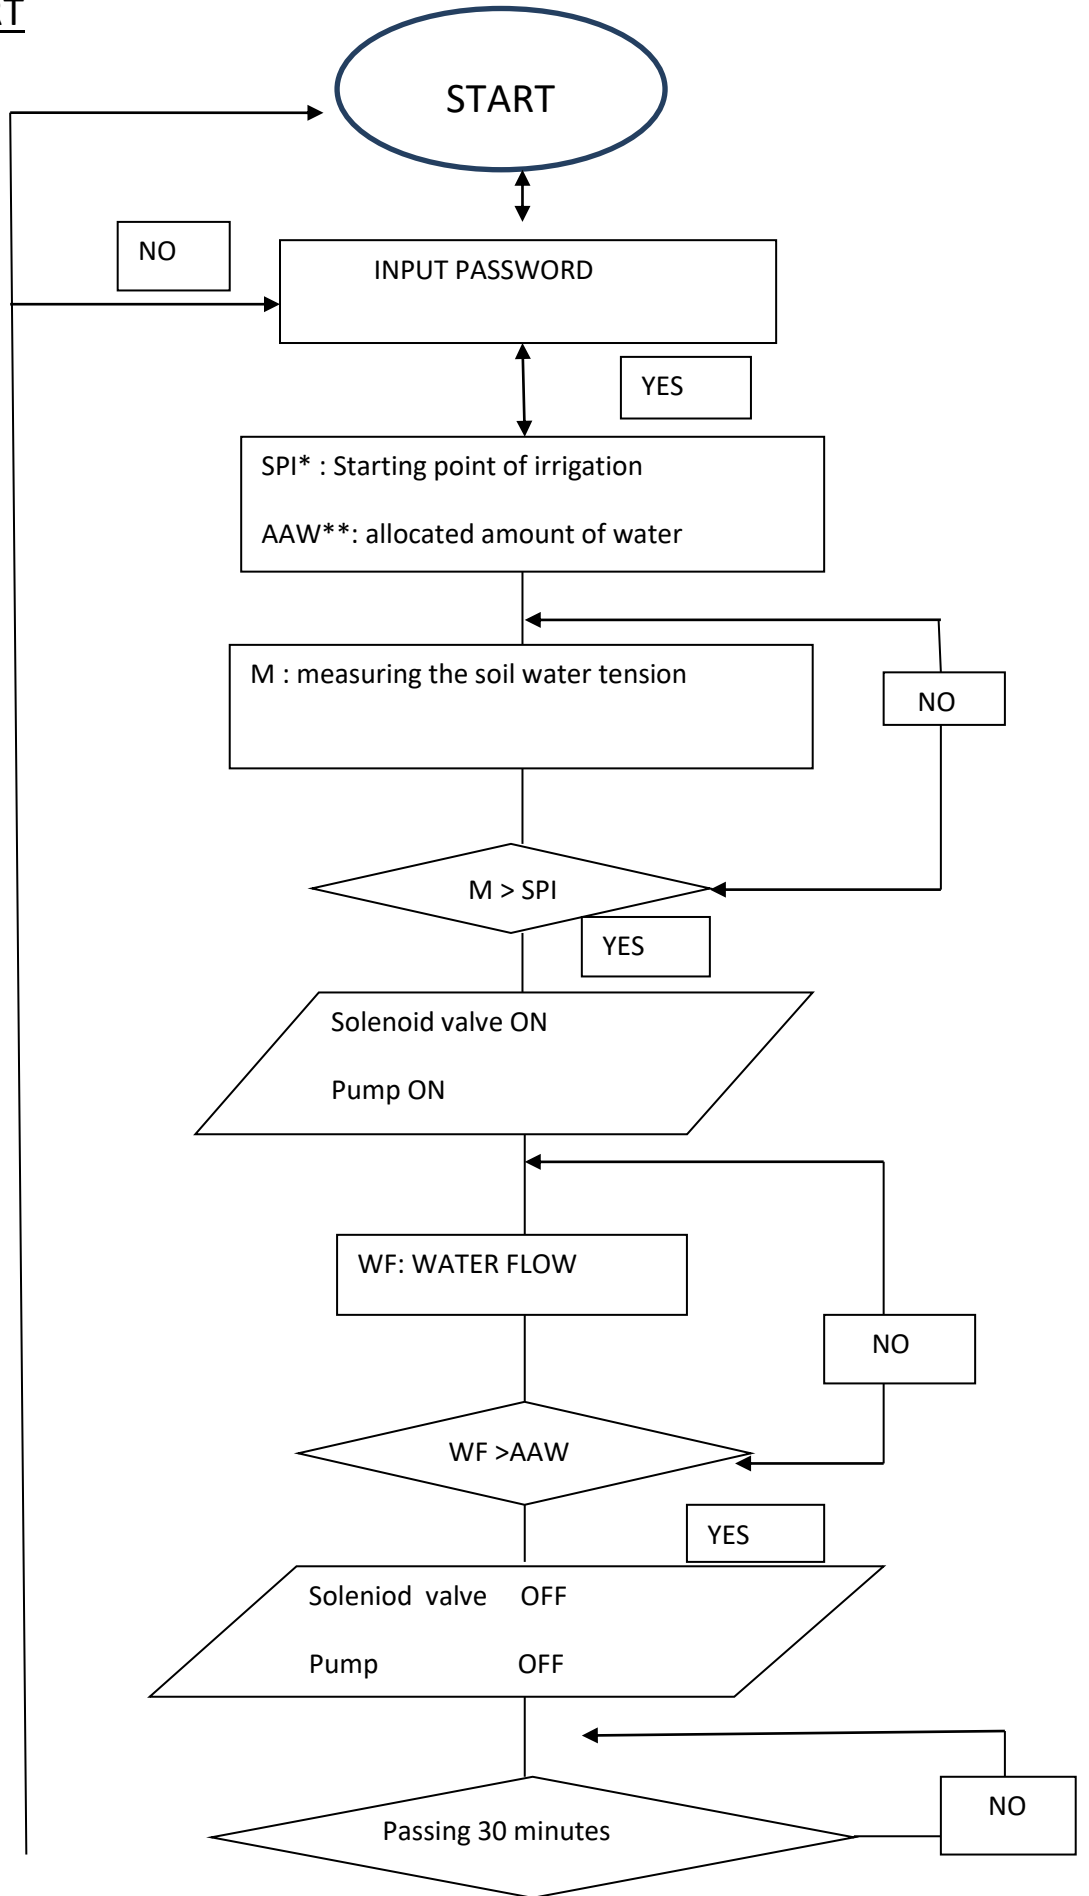 START
NO
INPUT PASSWORD
YES
SPI* : Starting point of irrigation
AAW**: allocated amount of water
M : measuring the soil water tension
NO
M > SPI
YES
Solenoid valve ON
Pump ON
WF: WATER FLOW
NO
WF >AAW
YES
Soleniod valve OFF
Pump OFF
NO
Passing 30 minutes